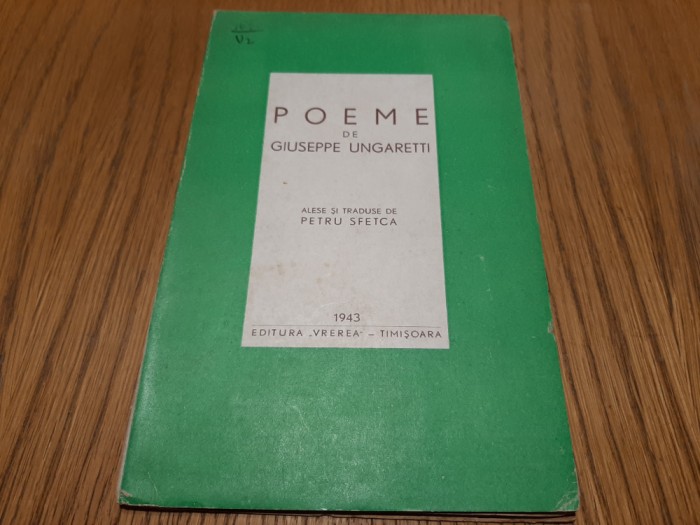 POEME
DE
GIUSEPPE UNGARETTI
ALESE ȘI TRADUSE DE
PETRU SFETCA
1943
EDITURA „VREREA" – TIMIȘOARA